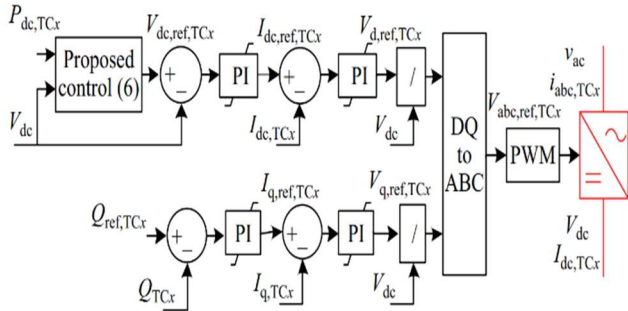 P_dc,TCx
V_dc,ref,TCx
I_dc,ref,TCx
V_d,ref,TCx
Proposed
control (6)
+
−
PI
+
−
PI
/
V_dc
I_dc,TCx
V_dc
DQ
to
ABC
V_abc,ref,TCx
PWM
v_ac
i_abc,TCx
~
=
V_dc
I_dc,TCx
I_q,ref,TCx
V_q,ref,TCx
Q_ref,TCx
+
−
PI
+
−
PI
/
Q_TCx
I_q,TCx
V_dc